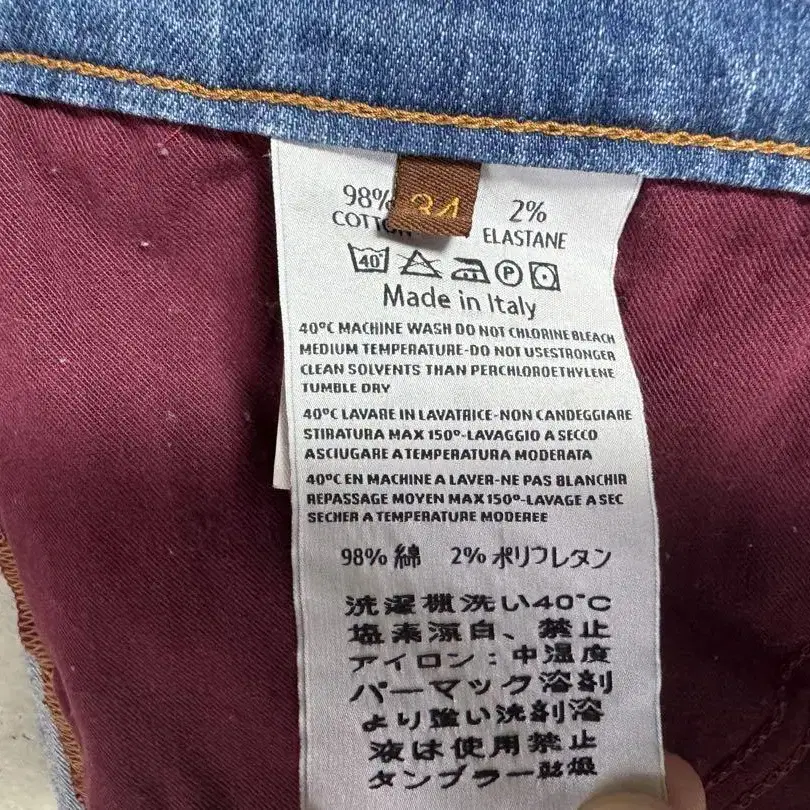 34
98% 2%
COTTON ELASTANE
40° P
Made in Italy
40°C MACHINE WASH DO NOT CHLORINE BLEACH
MEDIUM TEMPERATURE-DO NOT USESTRONGER
CLEAN SOLVENTS THAN PERCHLOROETHYLENE
TUMBLE DRY
40°C LAVARE IN LAVATRICE-NON CANDEGGIARE
STIRATURA MAX 150°-LAVAGGIO A SECCO
ASCIUGARE A TEMPERATURA MODERATA
40°C EN MACHINE A LAVER-NE PAS BLANCHIR
REPASSAGE MOYEN MAX150°-LAVAGE A SEC
SECHER A TEMPERATURE MODEREE
98% 綿 2% ポリフレタン
洗濯機洗い40°C
塩素漂白、禁止
アイロン：中温度
パーマック溶剤
より強い洗剤溶
液は使用禁止
タンブラー乾燥